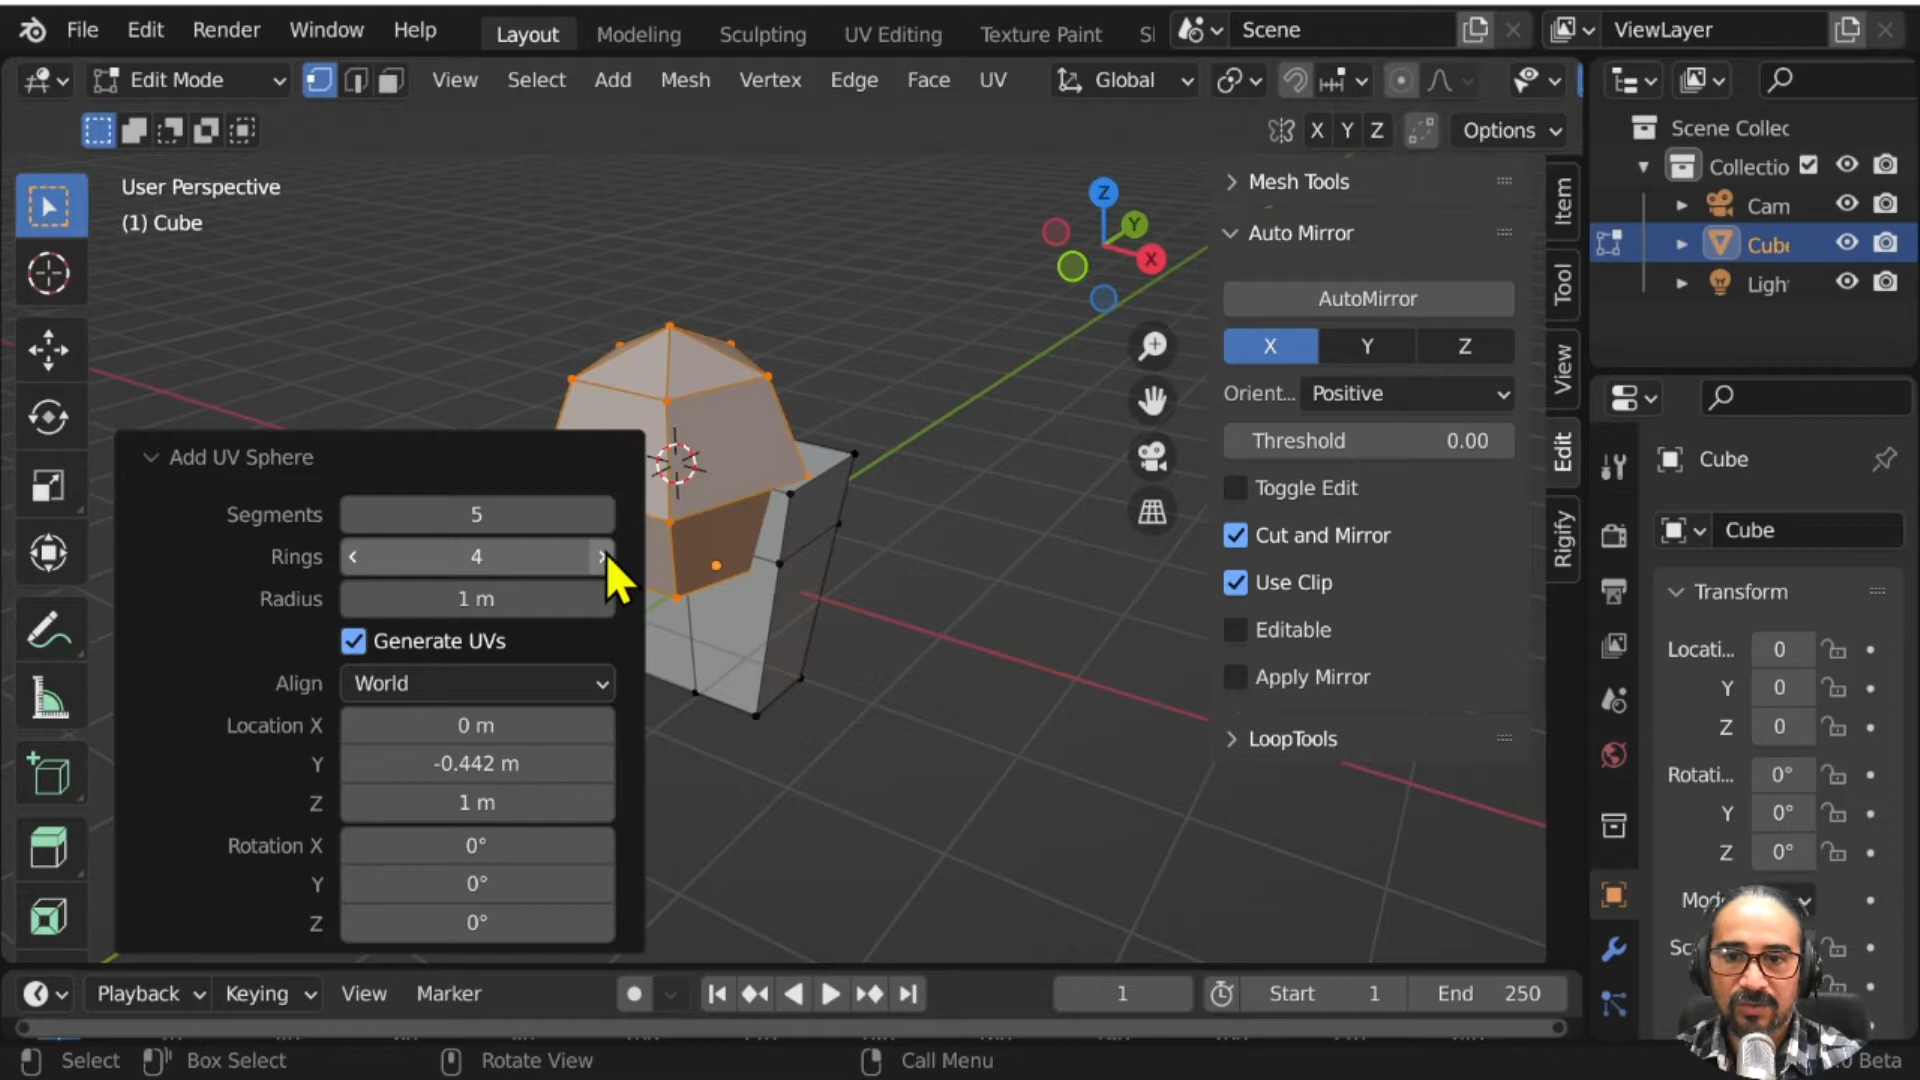 File Edit Render Window Help Layout Modeling Sculpting UV Editing Texture Paint Scene ViewLayer
Edit Mode View Select Add Mesh Vertex Edge Face UV Global
X Y Z Options
User Perspective
(1) Cube
Z
Y
X
Add UV Sphere
Segments 5
Rings 4
Radius 1 m
Generate UVs
Align World
Location X 0 m
Y -0.442 m
Z 1 m
Rotation X 0°
Y 0°
Z 0°
Mesh Tools
Auto Mirror
AutoMirror
X Y Z
Orient... Positive
Threshold 0.00
Toggle Edit
Cut and Mirror
Use Clip
Editable
Apply Mirror
LoopTools
Item
Tool
View
Edit
Rigify
Scene Collec
Collectio
Cam
Cube
Ligh
Cube
Cube
Transform
Locati... 0
Y 0
Z 0
Rotati... 0°
Y 0°
Z 0°
Mod
Sc
Playback Keying View Marker 1 Start 1 End 250
Select Box Select Rotate View Call Menu Beta